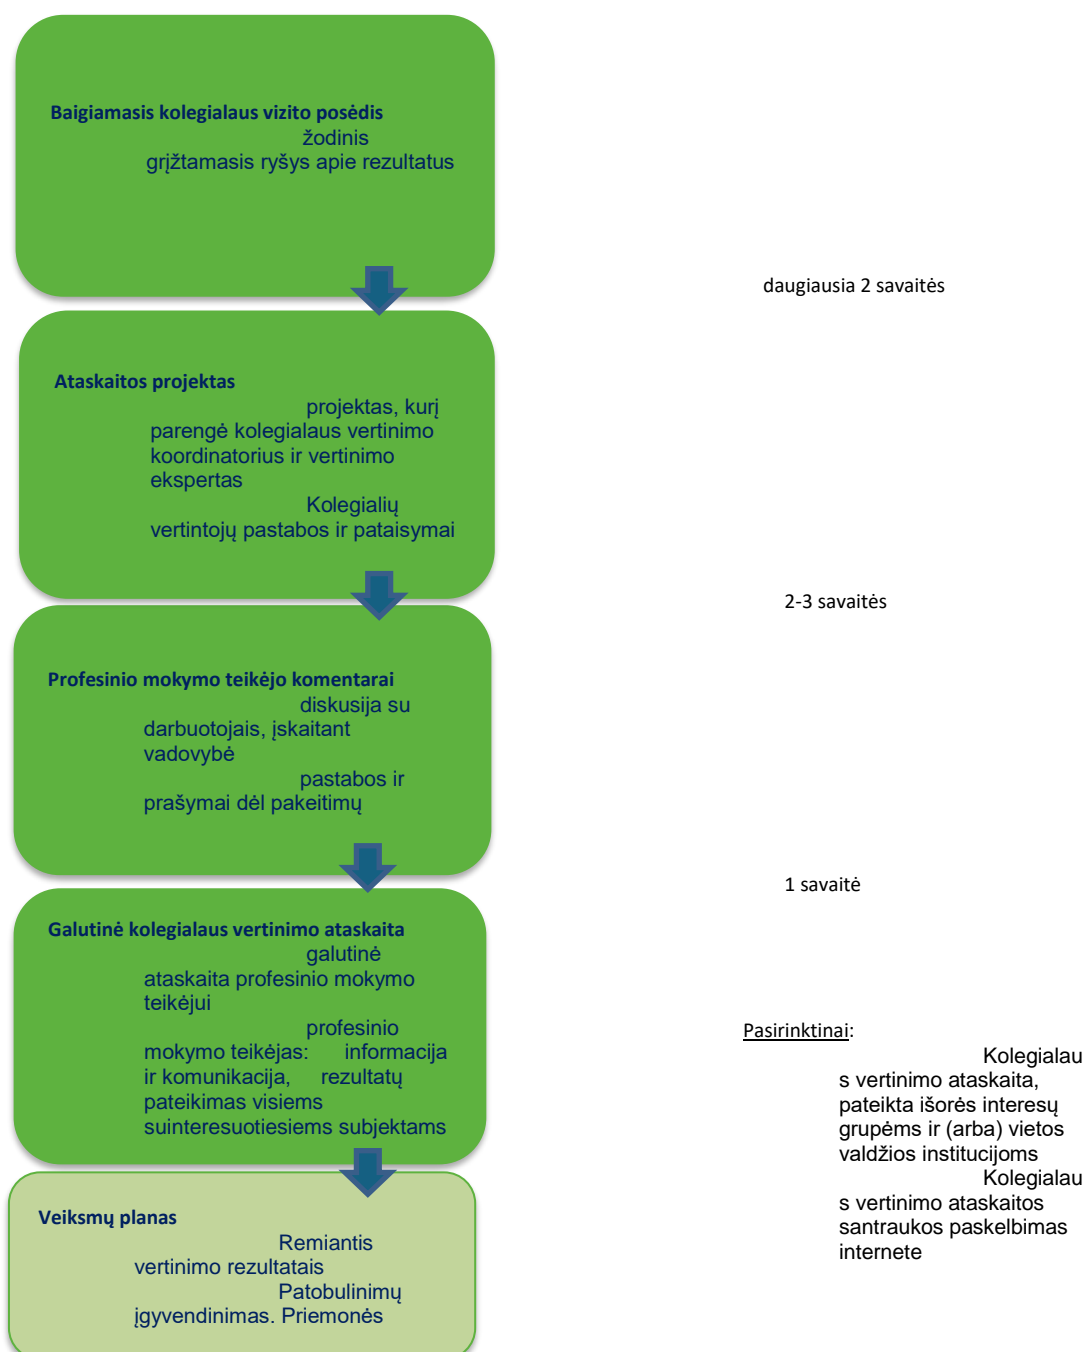 Baigiamasis kolegialaus vizito posėdis
žodinis
grįžtamasis ryšys apie rezultatus
daugiausia 2 savaitės
Ataskaitos projektas
projektas, kurį
parengė kolegialaus vertinimo
koordinatorius ir vertinimo
ekspertas
Kolegialių
vertintojų pastabos ir pataisymai
2-3 savaitės
Profesinio mokymo teikėjo komentarai
diskusija su
darbuotojais, įskaitant
vadovybė
pastabos ir
prašymai dėl pakeitimų
1 savaitė
Galutinė kolegialaus vertinimo ataskaita
galutinė
ataskaita profesinio mokymo
teikėjui
profesinio
mokymo teikėjas: informacija
ir komunikacija, rezultatų
pateikimas visiems
suinteresuotiesiems subjektams
Pasirinktinai:
Kolegialau
s vertinimo ataskaita,
pateikta išorės interesų
grupėms ir (arba) vietos
valdžios institucijoms
Kolegialau
s vertinimo ataskaitos
santraukos paskelbimas
internete
Veiksmų planas
Remiantis
vertinimo rezultatais
Patobulinimų
įgyvendinimas. Priemonės